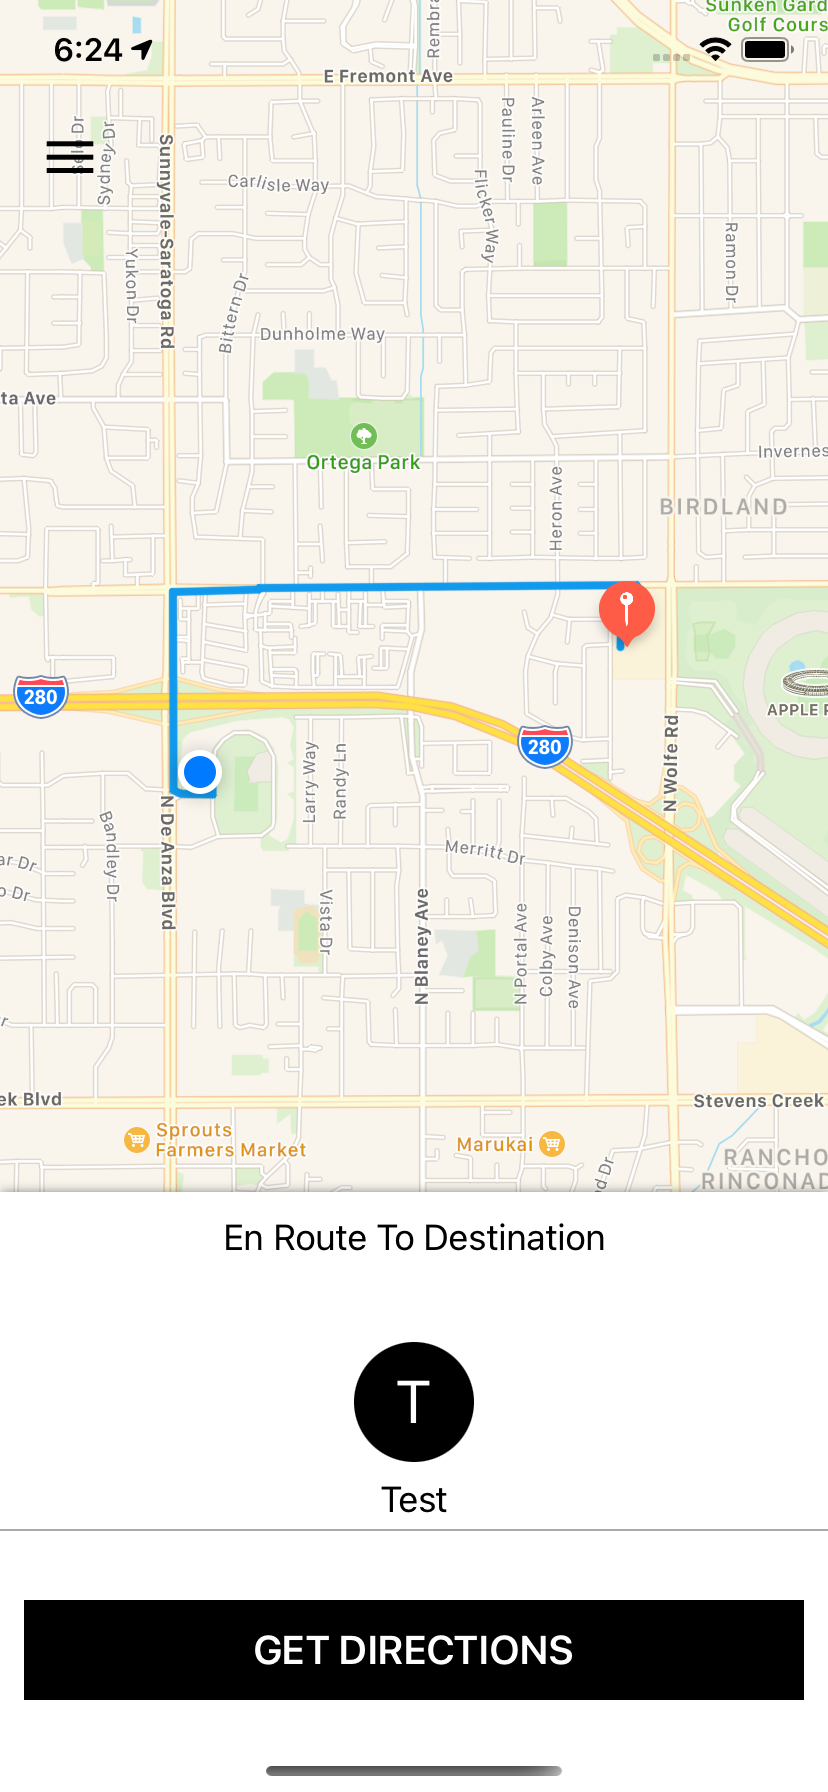 Sunken Gard
Golf Cours
6:24
E Fremont Ave
Rembra
Sydney Dr
Sunnyvale-Saratoga Rd
Pauline Dr
Arleen Ave
Carlisle Way
Flicker Way
Yukon Dr
Ramon Dr
Bittern Dr
Dunholme Way
ta Ave
Ortega Park
Invernes
Heron Ave
BIRDLAND
280
280
APPLE P
N Wolfe Rd
Larry Way
Randy Ln
N De Anza Blvd
Bandley Dr
Merritt Dr
ar Dr
o Dr
Vista Dr
N Blaney Ave
N Portal Ave
Colby Ave
Denison Ave
ek Blvd
Stevens Creek
Sprouts
Farmers Market
Marukai
d Dr
RANCHO
RINCONAD
En Route To Destination
T
Test
GET DIRECTIONS